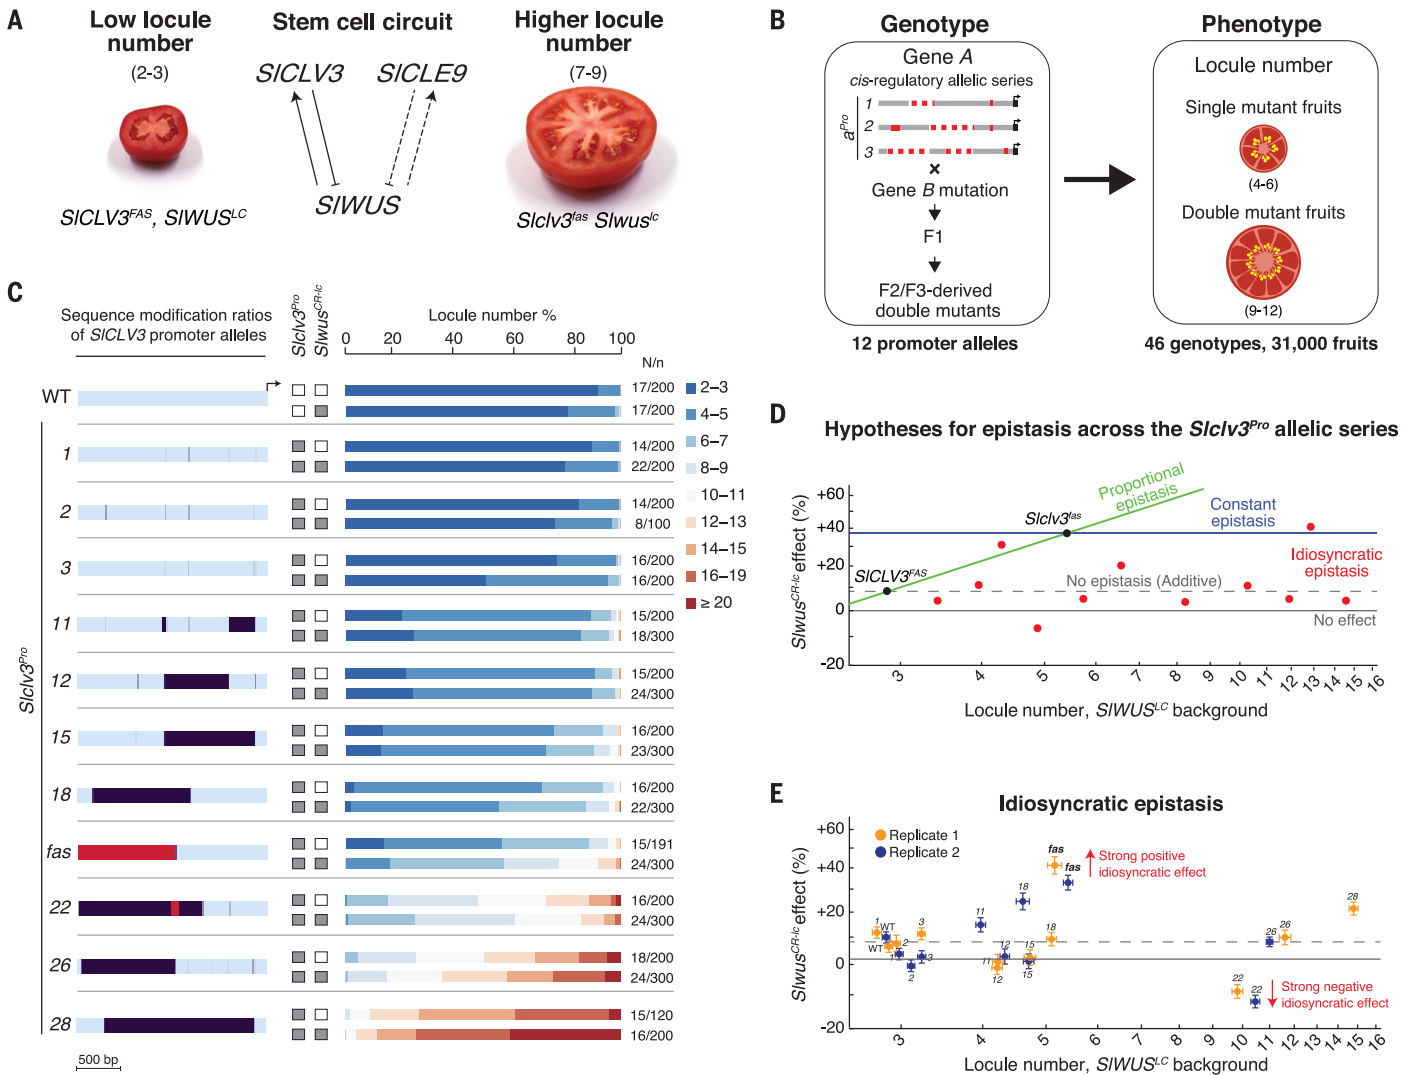 A
Low locule
number
(2-3)
SlCLV3FAS, SlWUSLC
Stem cell circuit
SlCLV3
SlCLE9
SlWUS
Higher locule
number
(7-9)
Slclv3fas Slwuslc
B
Genotype
Gene A
cis-regulatory allelic series
aPro
1
2
3
×
Gene B mutation
F1
F2/F3-derived
double mutants
12 promoter alleles
Phenotype
Locule number
Single mutant fruits
(4-6)
Double mutant fruits
(9-12)
46 genotypes, 31,000 fruits
C
Sequence modification ratios
of SlCLV3 promoter alleles
Slclv3Pro
SlwusCR-lc
Locule number %
0 20 40 60 80 100
N/n
WT
17/200
17/200
Slclv3Pro
1
14/200
22/200
2
14/200
8/100
3
16/200
16/200
11
15/200
18/300
12
15/200
24/300
15
16/200
23/300
18
16/200
22/300
fas
15/191
24/300
22
16/200
24/300
26
18/200
24/300
28
15/120
16/200
500 bp
2–3
4–5
6–7
8–9
10–11
12–13
14–15
16–19
≥ 20
D
Hypotheses for epistasis across the Slclv3Pro allelic series
SlwusCR-lc effect (%)
+60
+40
+20
0
-20
Proportional
epistasis
Slclv3fas
Constant
epistasis
SlCLV3FAS
Idiosyncratic
epistasis
No epistasis (Additive)
No effect
3 4 5 6 7 8 9 10 11 12 13 14 15 16
Locule number, SlWUSLC background
E
Idiosyncratic epistasis
SlwusCR-lc effect (%)
+60
+40
+20
0
-20
Replicate 1
Replicate 2
fas
fas
Strong positive
idiosyncratic effect
18
28
11
1
WT
3
18
26
26
WT
2
12
15
1
3
11
2
12
15
22
22
Strong negative
idiosyncratic effect
3 4 5 6 7 8 9 10 11 12 13 14 15 16
Locule number, SlWUSLC background